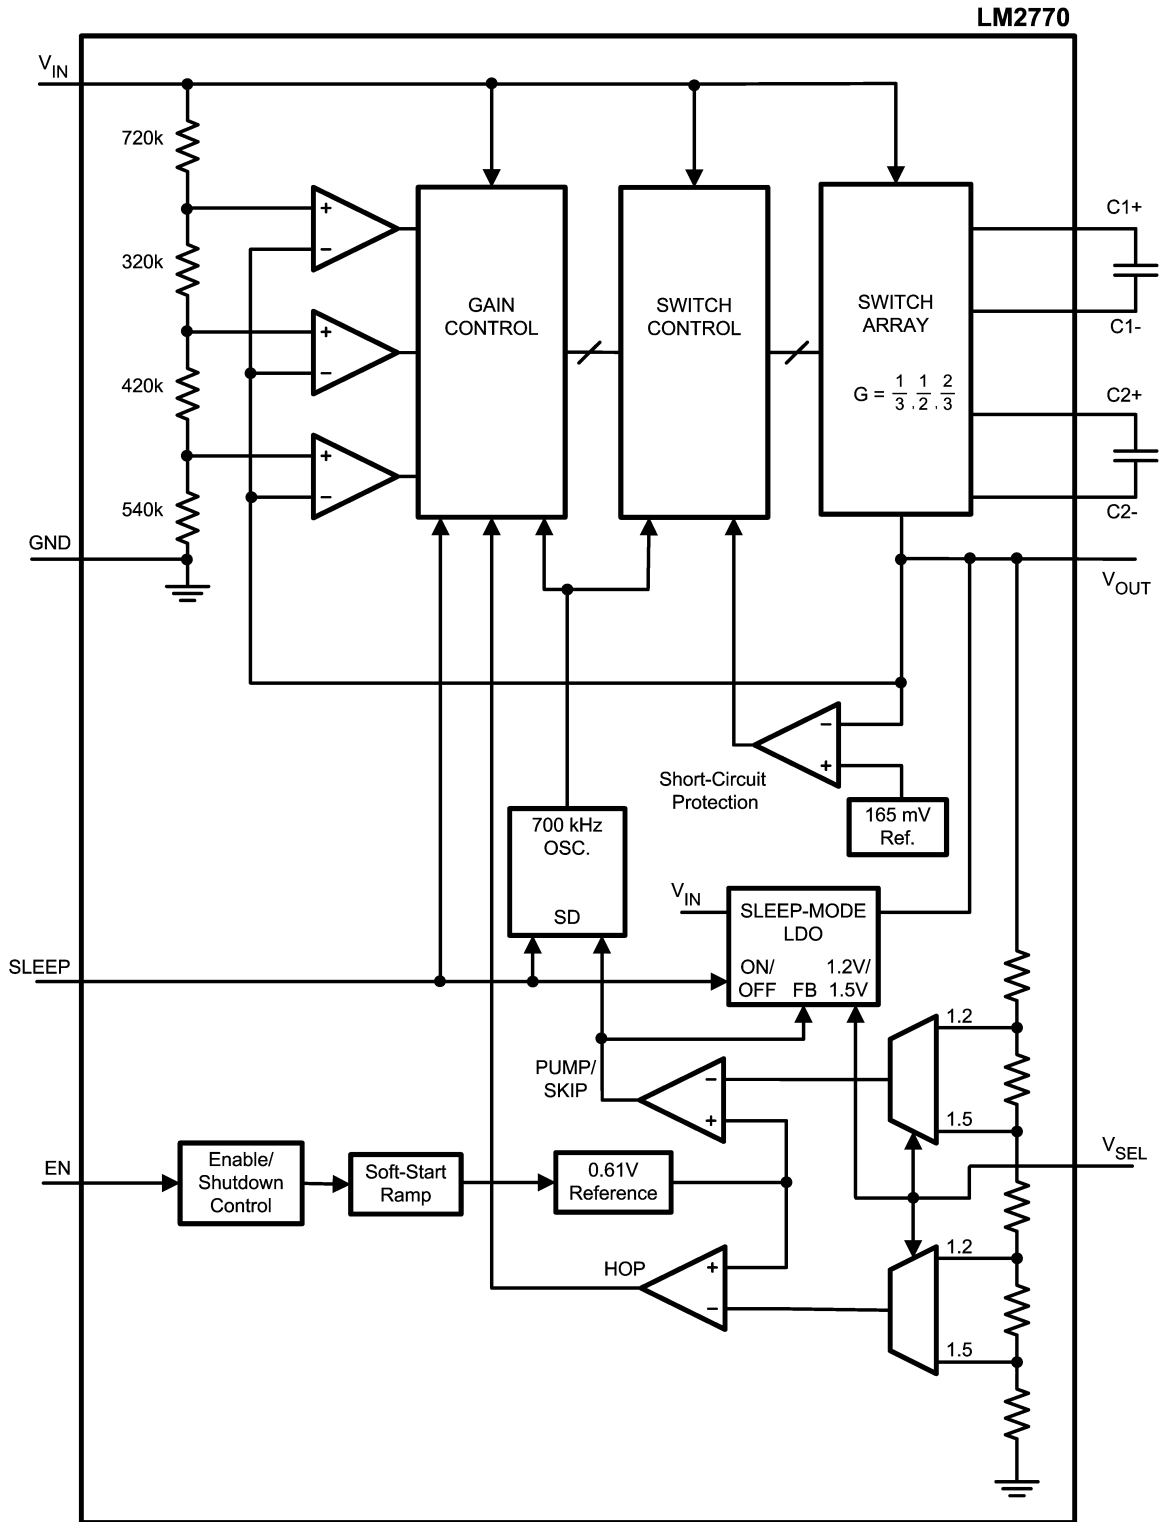 LM2770
VIN
720k
320k
420k
540k
GND
+
−
+
−
+
−
GAIN
CONTROL
SWITCH
CONTROL
SWITCH
ARRAY
G = 1/3, 1/2, 2/3
C1+
C1-
C2+
C2-
VOUT
−
+
Short-Circuit
Protection
165 mV
Ref.
700 kHz
OSC.
SD
VIN
SLEEP-MODE
LDO
ON/
OFF
FB
1.2V/
1.5V
SLEEP
1.2
1.5
PUMP/
SKIP
−
+
VSEL
EN
Enable/
Shutdown
Control
Soft-Start
Ramp
0.61V
Reference
HOP
+
−
1.2
1.5